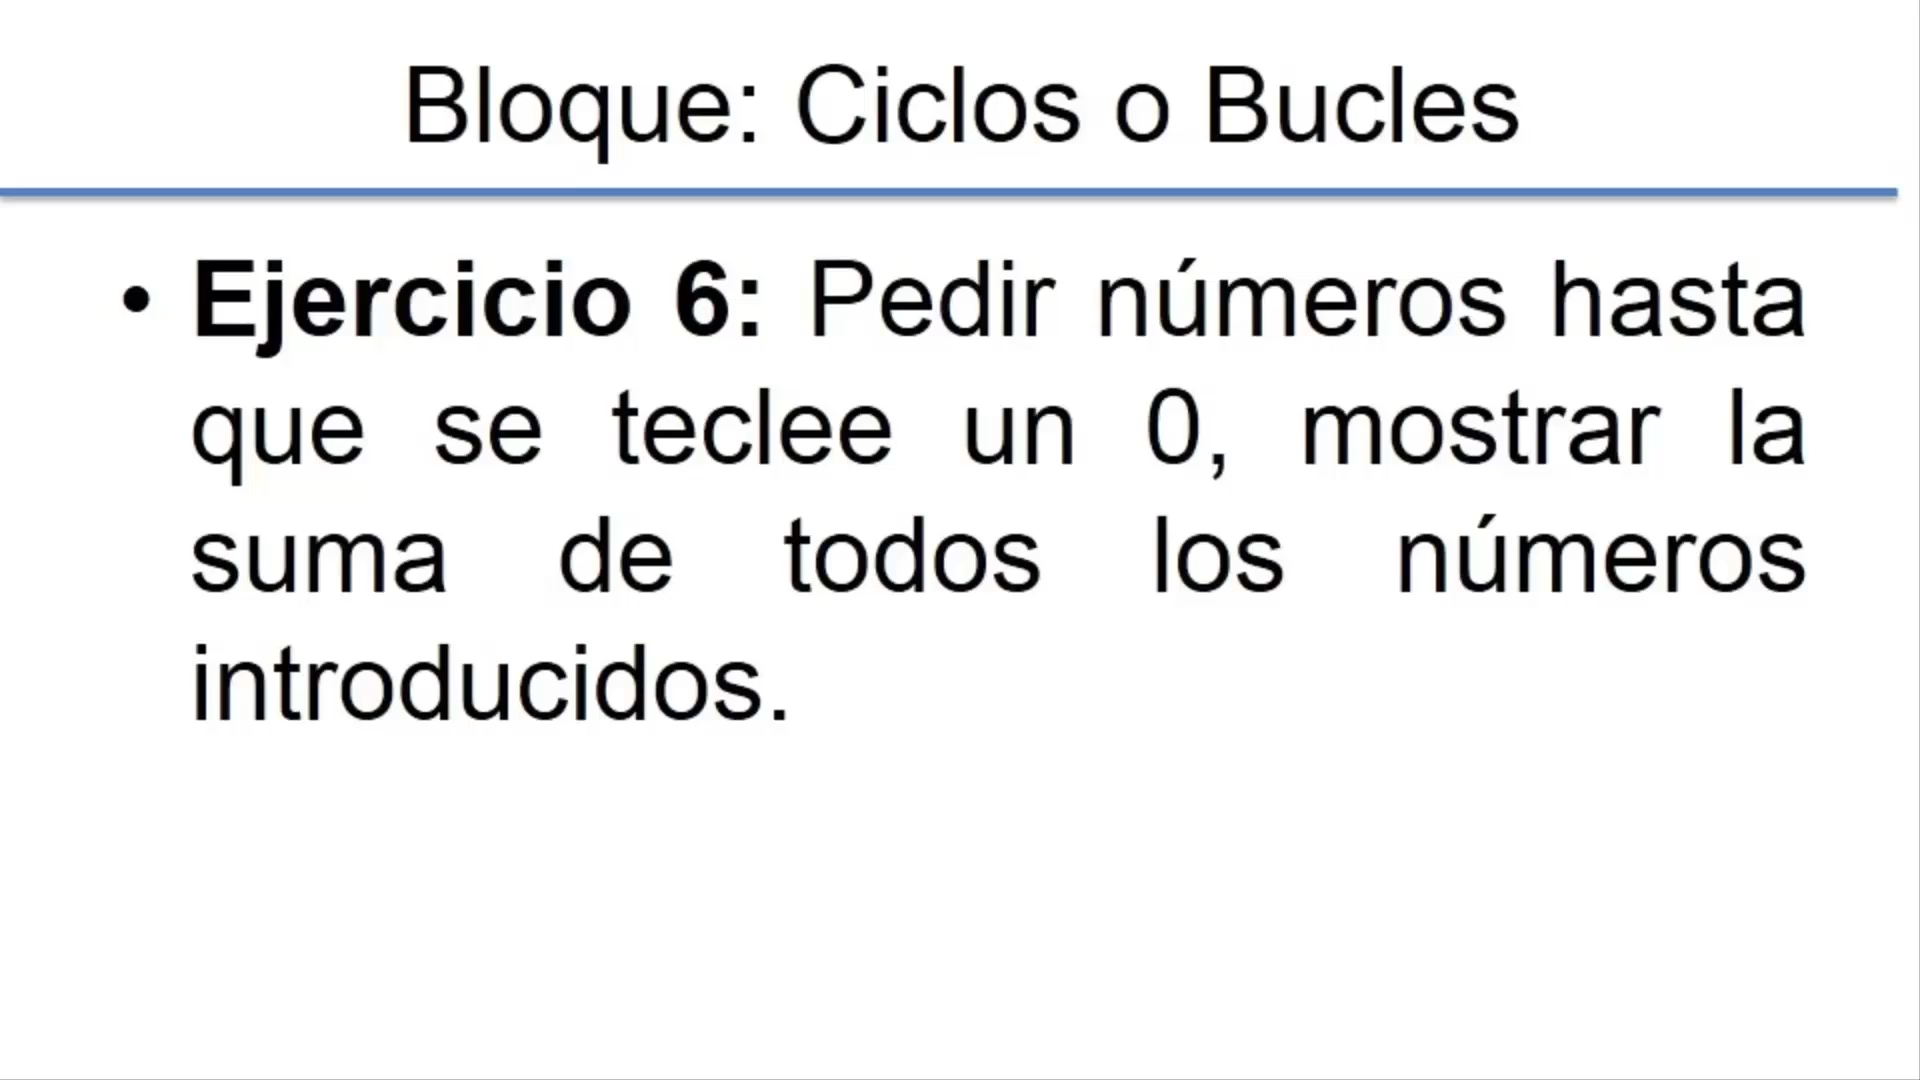 Bloque: Ciclos o Bucles
• Ejercicio 6: Pedir números hasta
que se teclee un 0, mostrar la
suma de todos los números
introducidos.